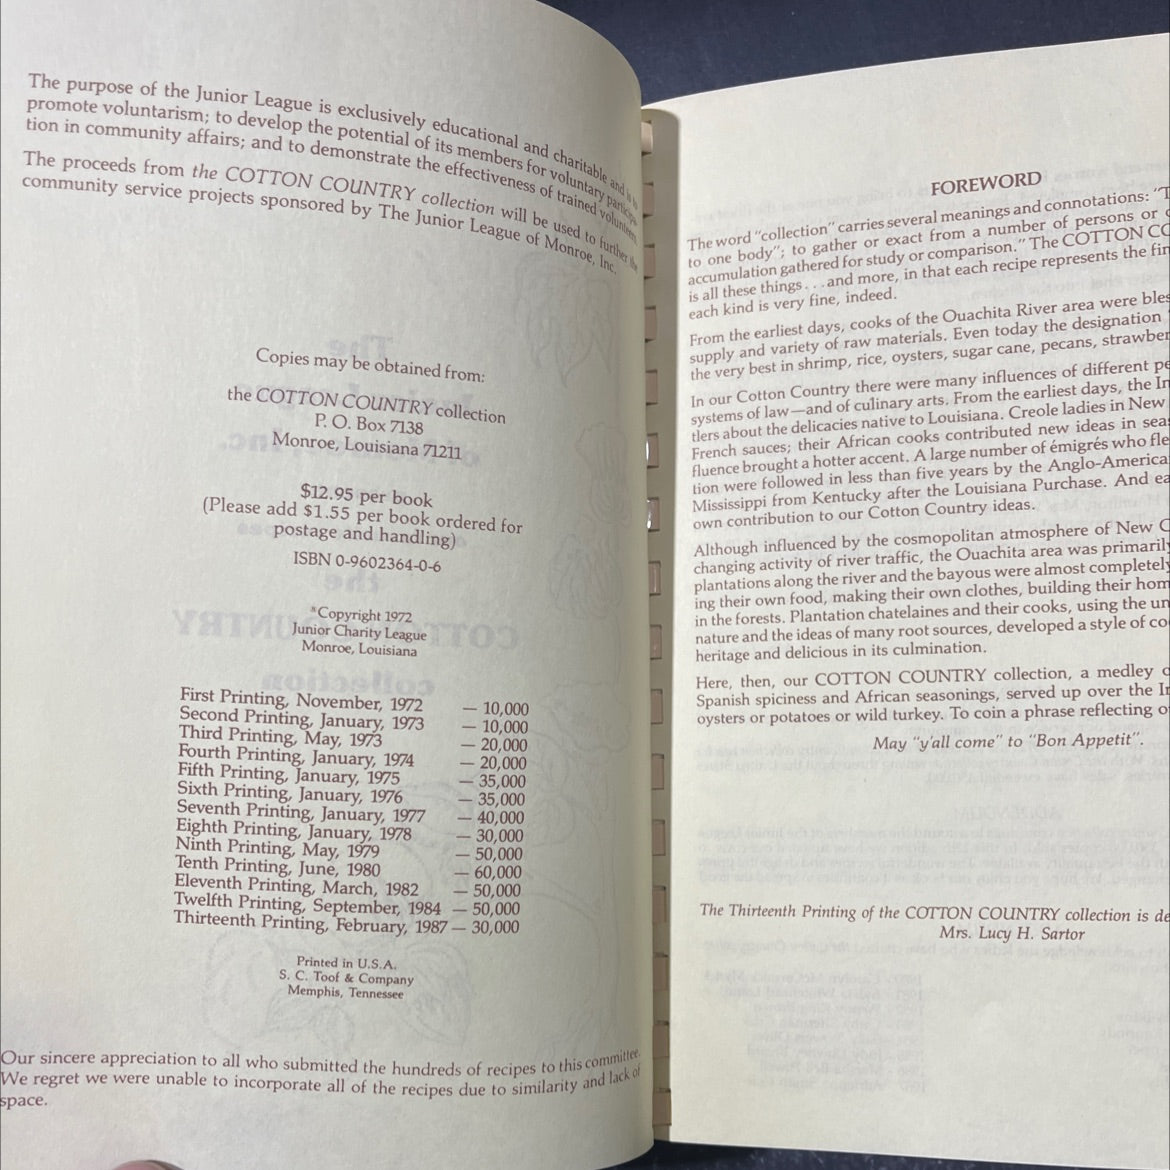 The purpose of the Junior League is exclusively educational and charitable and is to
promote voluntarism; to develop the potential of its members for voluntary participa-
tion in community affairs; and to demonstrate the effectiveness of trained volunteers.
The proceeds from the COTTON COUNTRY collection will be used to further the
community service projects sponsored by The Junior League of Monroe, Inc.
Copies may be obtained from:
the COTTON COUNTRY collection
P. O. Box 7138
Monroe, Louisiana 71211
$12.95 per book
(Please add $1.55 per book ordered for
postage and handling)
ISBN 0-9602364-0-6
Copyright 1972
Junior Charity League
Monroe, Louisiana
First Printing, November, 1972 — 10,000
Second Printing, January, 1973 — 10,000
Third Printing, May, 1973 — 20,000
Fourth Printing, January, 1974 — 20,000
Fifth Printing, January, 1975 — 35,000
Sixth Printing, January, 1976 — 35,000
Seventh Printing, January, 1977 — 40,000
Eighth Printing, January, 1978 — 30,000
Ninth Printing, May, 1979 — 50,000
Tenth Printing, June, 1980 — 60,000
Eleventh Printing, March, 1982 — 50,000
Twelfth Printing, September, 1984 — 50,000
Thirteenth Printing, February, 1987 — 30,000
Printed in U.S.A.
S. C. Toof & Company
Memphis, Tennessee
Our sincere appreciation to all who submitted the hundreds of recipes to this committee.
We regret we were unable to incorporate all of the recipes due to similarity and lack of
space.
FOREWORD
The word "collection" carries several meanings and connotations: "T
to one body"; to gather or exact from a number of persons or
accumulation gathered for study or comparison." The COTTON CO
is all these things . . . and more, in that each recipe represents the fin
each kind is very fine, indeed.
From the earliest days, cooks of the Ouachita River area were bles
supply and variety of raw materials. Even today the designation
the very best in shrimp, rice, oysters, sugar cane, pecans, strawber
In our Cotton Country there were many influences of different pe
systems of law—and of culinary arts. From the earliest days, the In
tlers about the delicacies native to Louisiana. Creole ladies in New
French sauces; their African cooks contributed new ideas in sea
fluence brought a hotter accent. A large number of émigrés who fle
tion were followed in less than five years by the Anglo-America
Mississippi from Kentucky after the Louisiana Purchase. And ea
own contribution to our Cotton Country ideas.
Although influenced by the cosmopolitan atmosphere of New O
changing activity of river traffic, the Ouachita area was primaril
plantations along the river and the bayous were almost completely
ing their own food, making their own clothes, building their hom
in the forests. Plantation chatelaines and their cooks, using the un
nature and the ideas of many root sources, developed a style of co
heritage and delicious in its culmination.
Here, then, our COTTON COUNTRY collection, a medley o
Spanish spiciness and African seasonings, served up over the In
oysters or potatoes or wild turkey. To coin a phrase reflecting o
May "y'all come" to "Bon Appetit".
The Thirteenth Printing of the COTTON COUNTRY collection is de
Mrs. Lucy H. Sartor